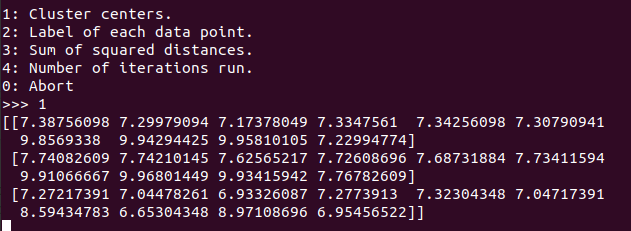 1: Cluster centers.
2: Label of each data point.
3: Sum of squared distances.
4: Number of iterations run.
0: Abort
>>> 1
[[7.38756098 7.29979094 7.17378049 7.3347561  7.34256098 7.30790941
  9.8569338  9.94294425 9.95810105 7.22994774]
 [7.74082609 7.74210145 7.62565217 7.72608696 7.68731884 7.73411594
  9.91066667 9.96801449 9.93415942 7.76782609]
 [7.27217391 7.04478261 6.93326087 7.2773913  7.32304348 7.04717391
  8.59434783 6.65304348 8.97108696 6.95456522]]